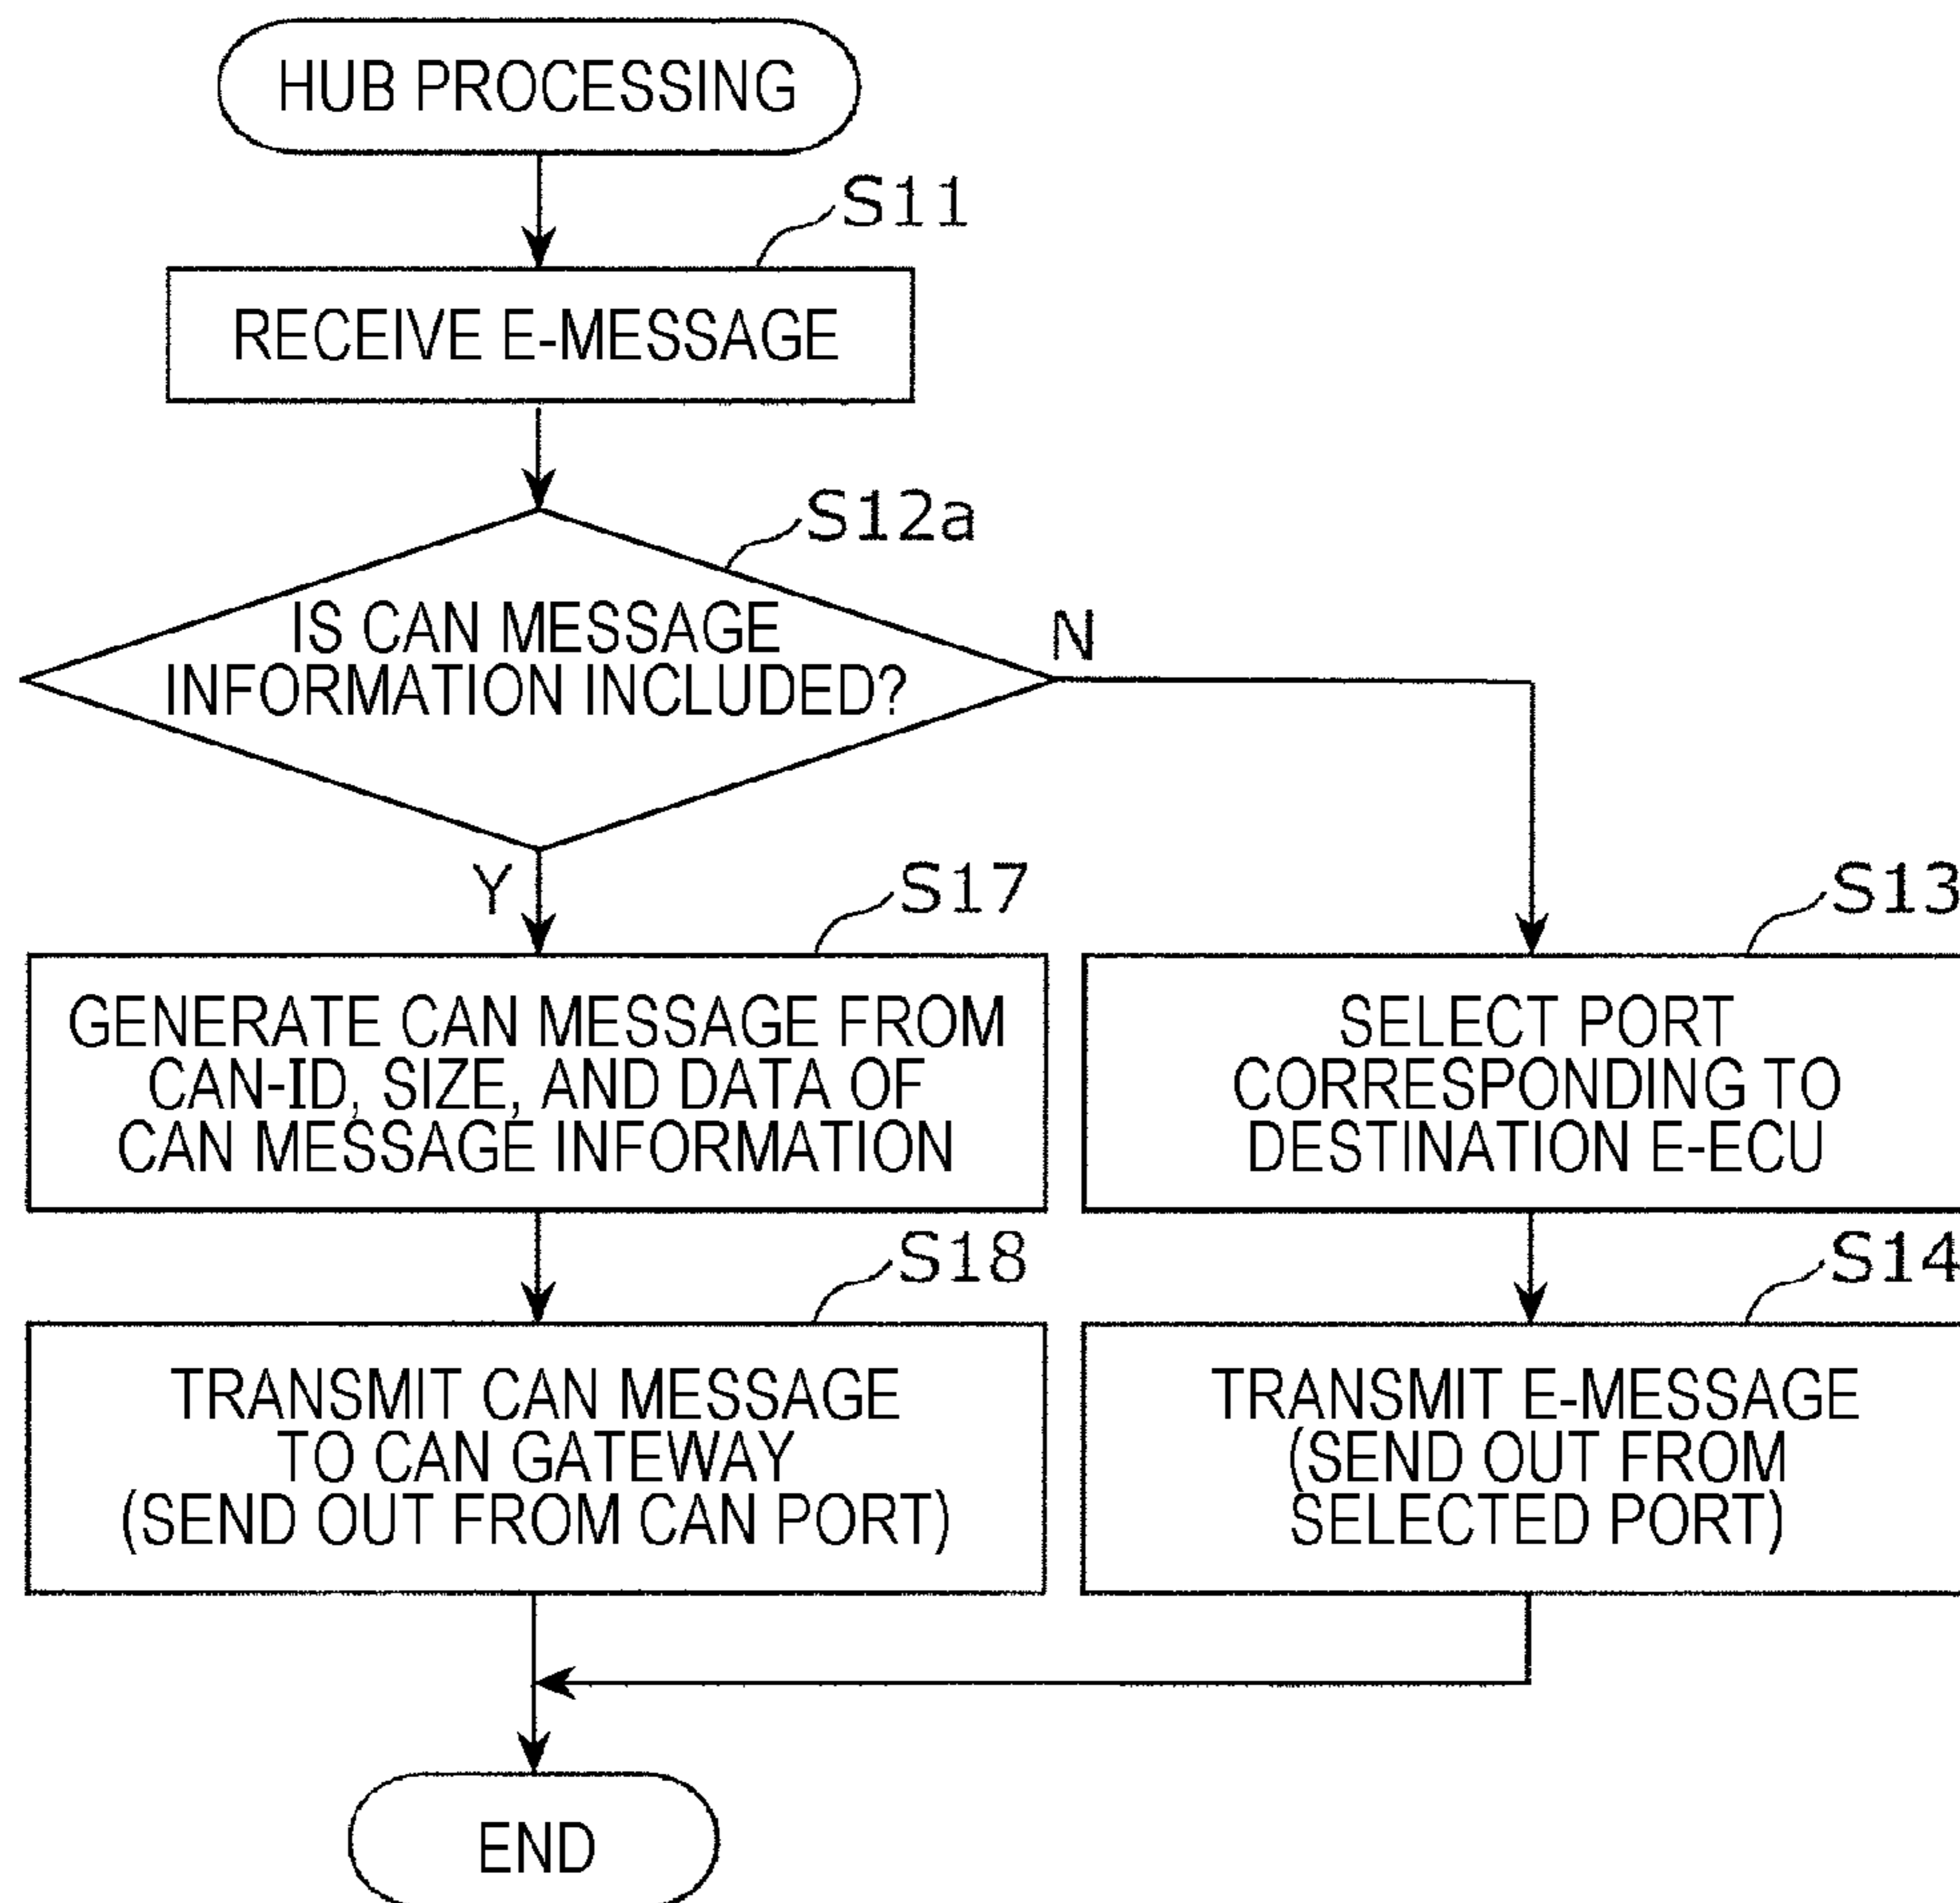 HUB PROCESSING
S11
RECEIVE E-MESSAGE
S12a
IS CAN MESSAGE
INFORMATION INCLUDED?
N
Y
S17
GENERATE CAN MESSAGE FROM
CAN-ID, SIZE, AND DATA OF
CAN MESSAGE INFORMATION
S13
SELECT PORT
CORRESPONDING TO
DESTINATION E-ECU
S18
TRANSMIT CAN MESSAGE
TO CAN GATEWAY
(SEND OUT FROM CAN PORT)
S14
TRANSMIT E-MESSAGE
(SEND OUT FROM
SELECTED PORT)
END